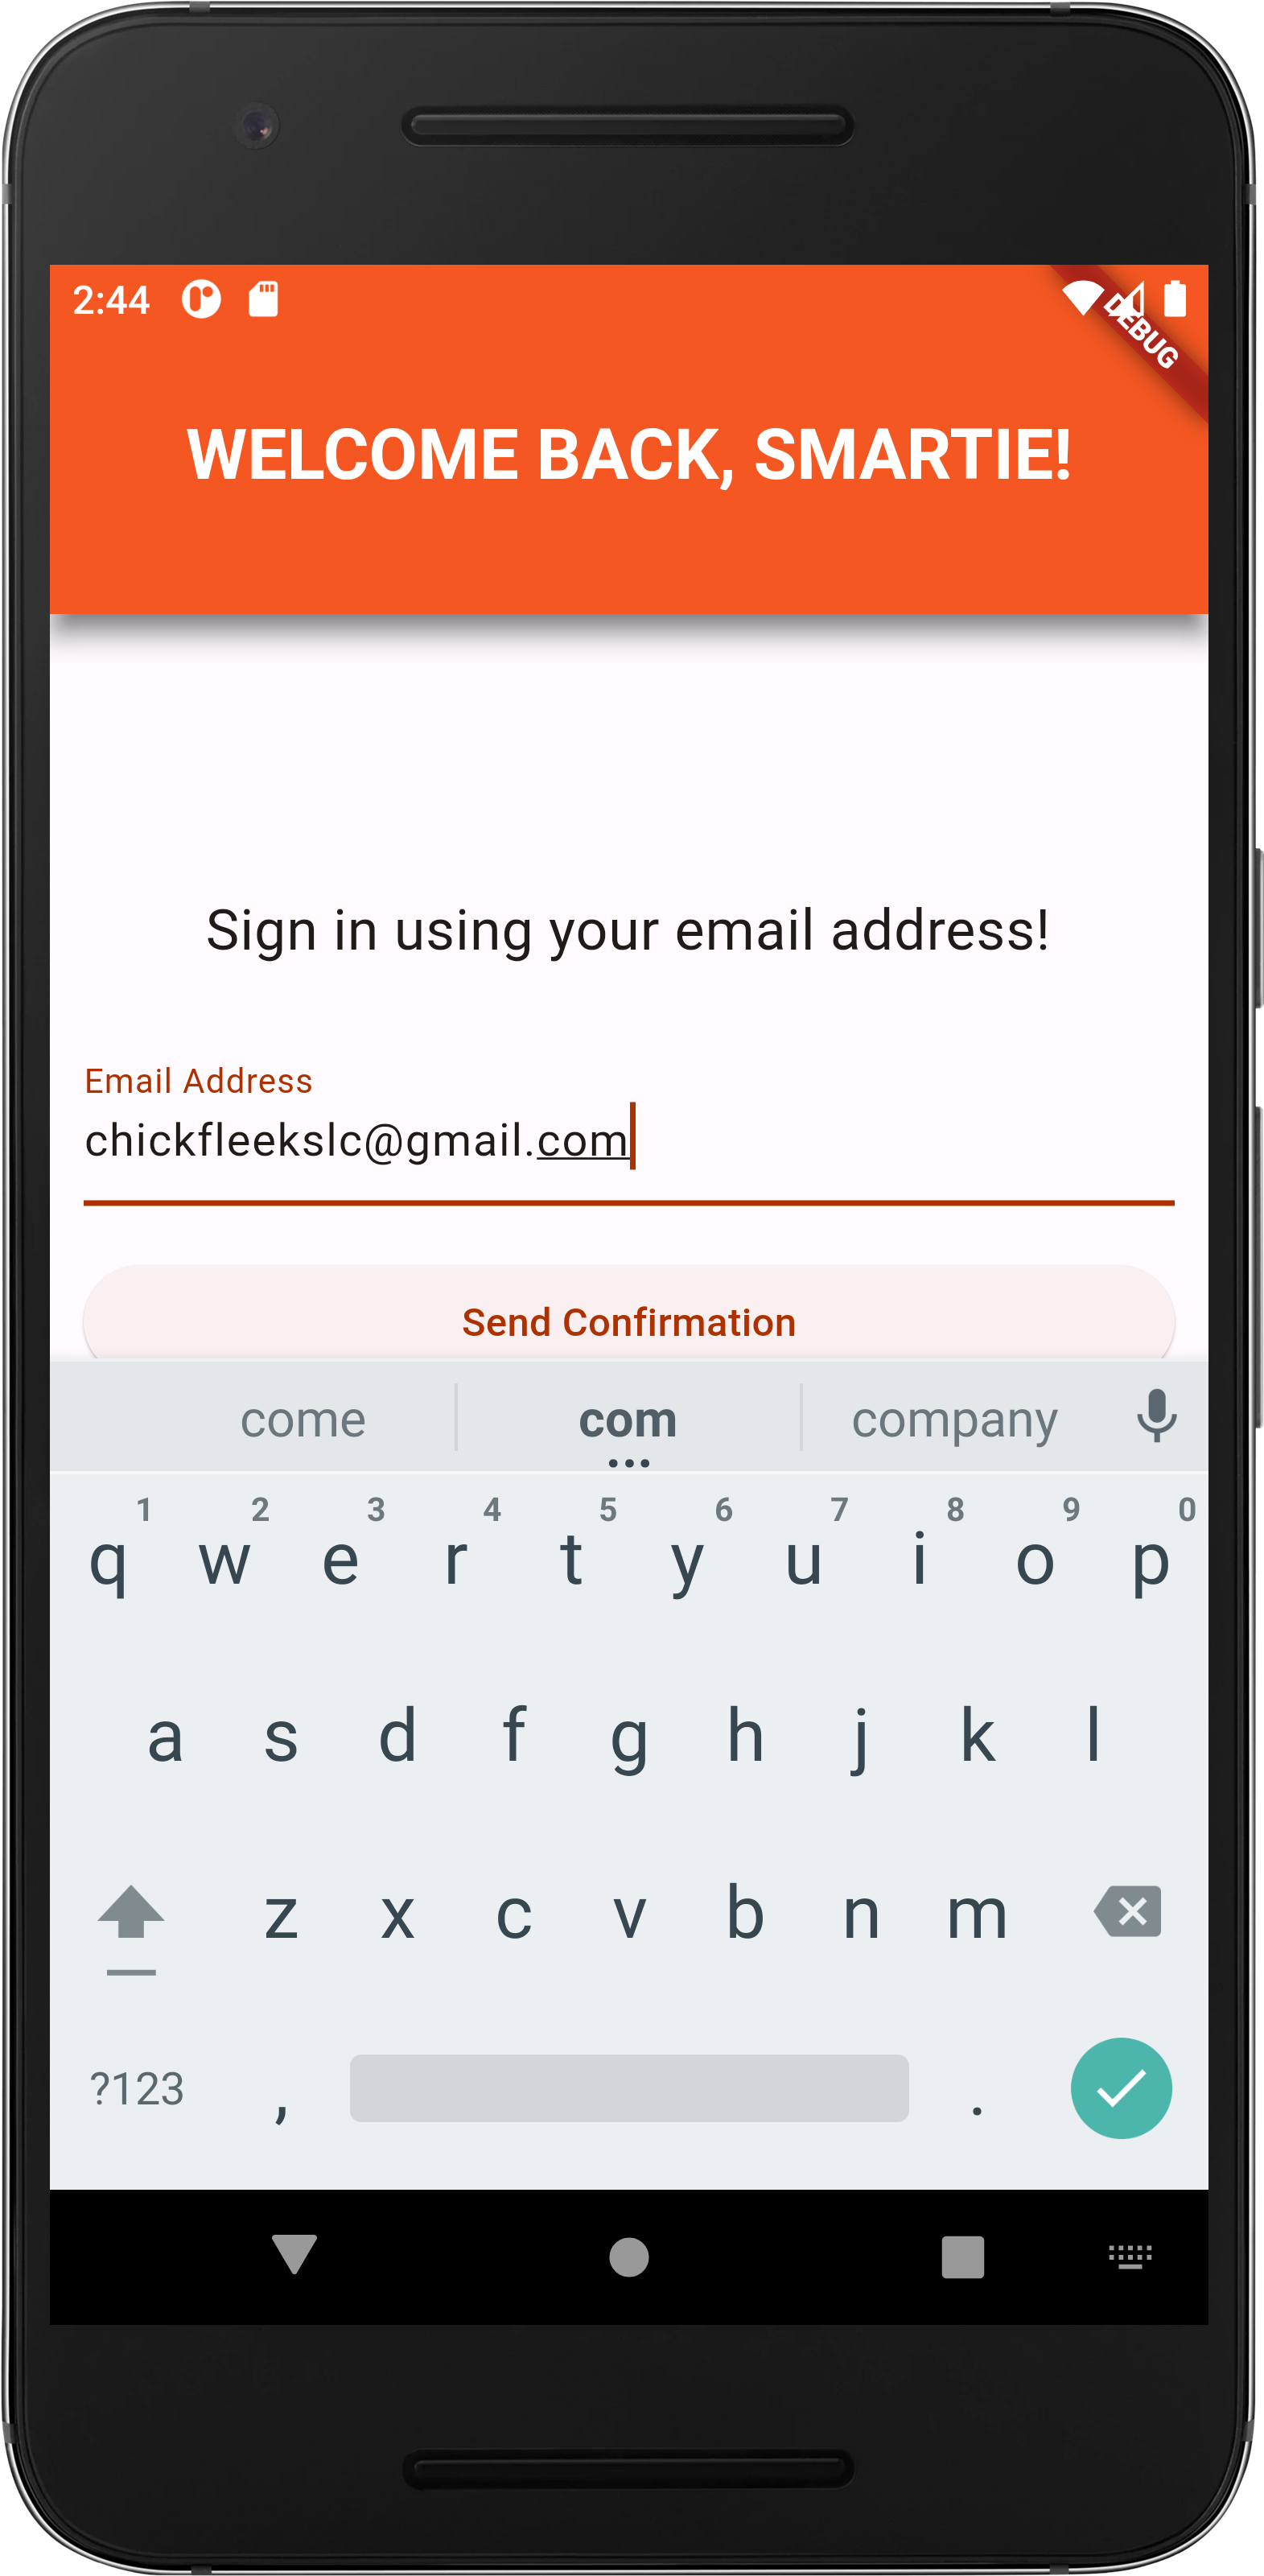 2:44
DEBUG
WELCOME BACK, SMARTIE!
Sign in using your email address!
Email Address
chickfleekslc@gmail.com
Send Confirmation
come com company
1 2 3 4 5 6 7 8 9 0
q w e r t y u i o p
a s d f g h j k l
z x c v b n m
?123 , .